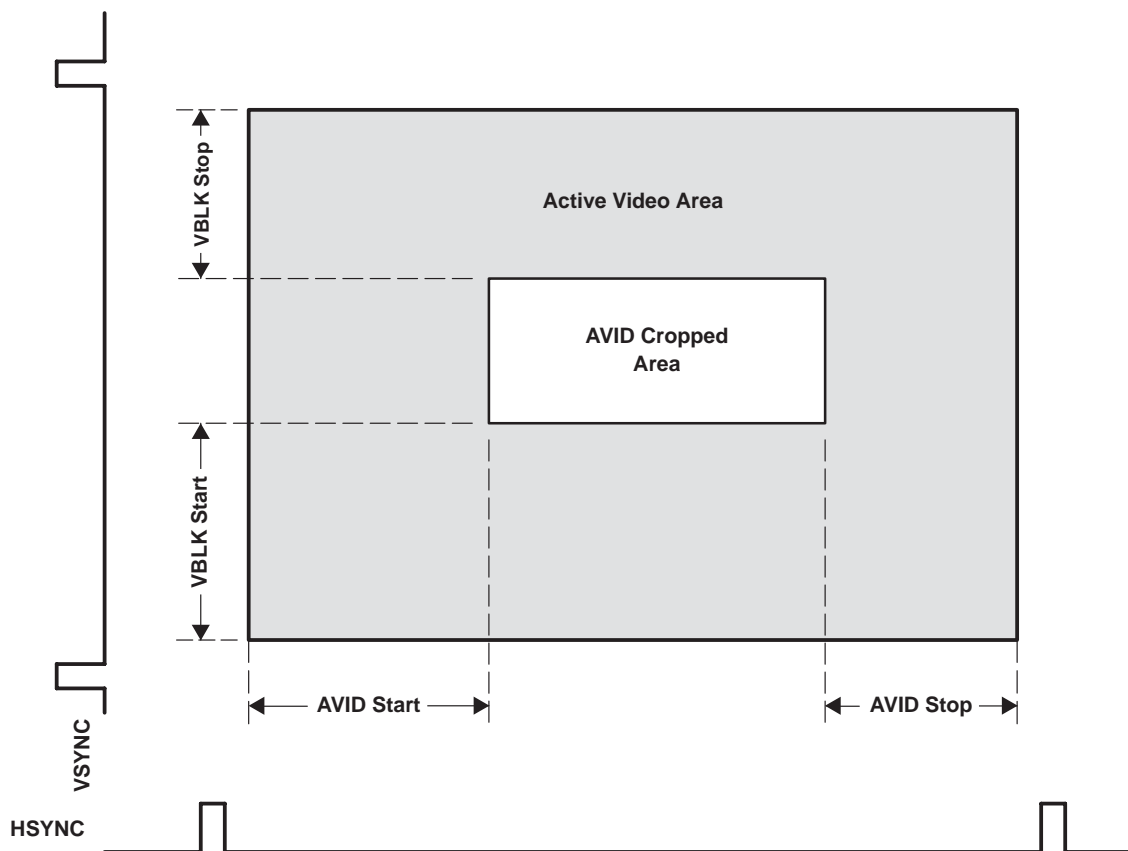 VBLK Stop
Active Video Area
AVID Cropped
Area
VBLK Start
AVID Start
AVID Stop
VSYNC
HSYNC